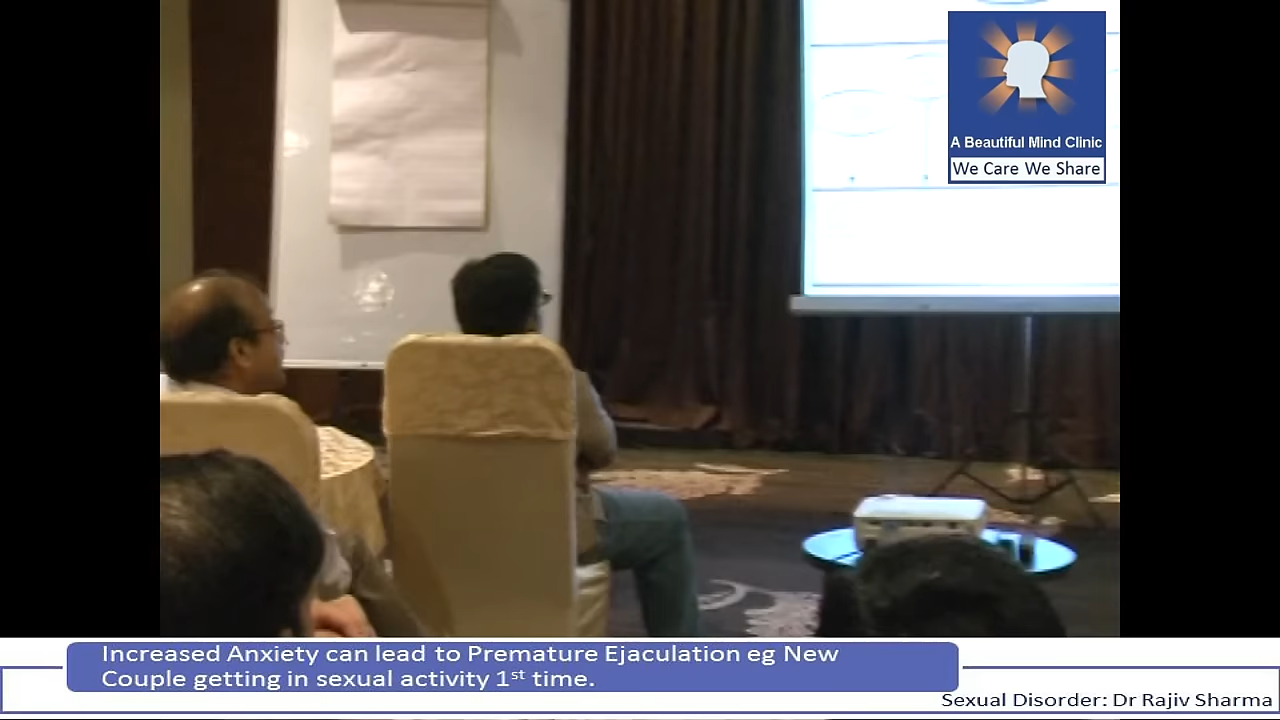 A Beautiful Mind Clinic
We Care We Share
Increased Anxiety can lead to Premature Ejaculation eg New
Couple getting in sexual activity 1st time.
Sexual Disorder: Dr Rajiv Sharma